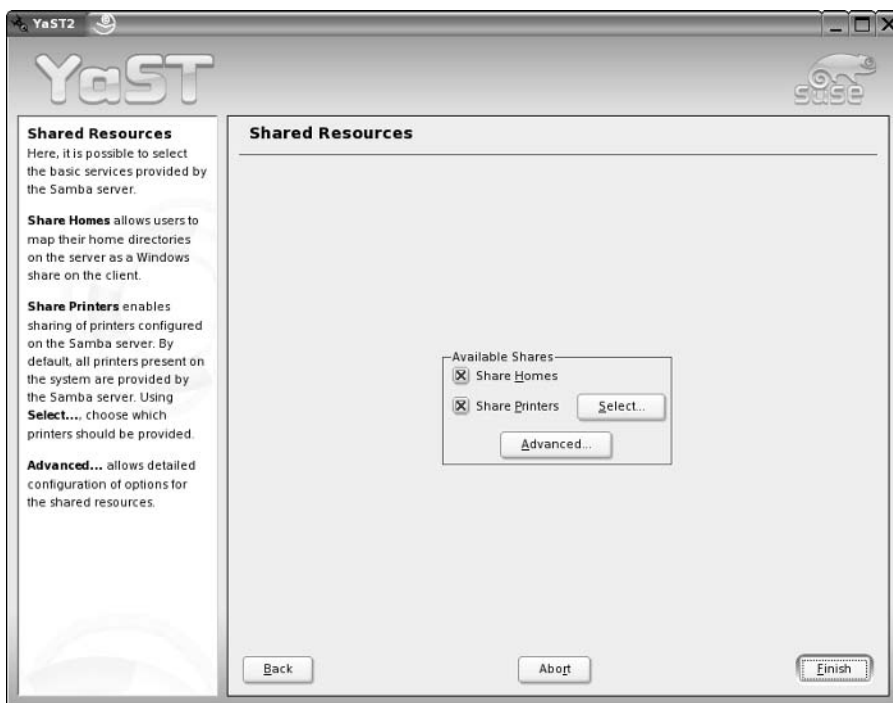 YaST2
YaST
suse
Shared Resources
Here, it is possible to select
the basic services provided by
the Samba server.
Share Homes allows users to
map their home directories
on the server as a Windows
share on the client.
Share Printers enables
sharing of printers configured
on the Samba server. By
default, all printers present on
the system are provided by
the Samba server. Using
Select..., choose which
printers should be provided.
Advanced... allows detailed
configuration of options for
the shared resources.
Shared Resources
Available Shares
Share Homes
Share Printers Select...
Advanced...
Back Abort Finish